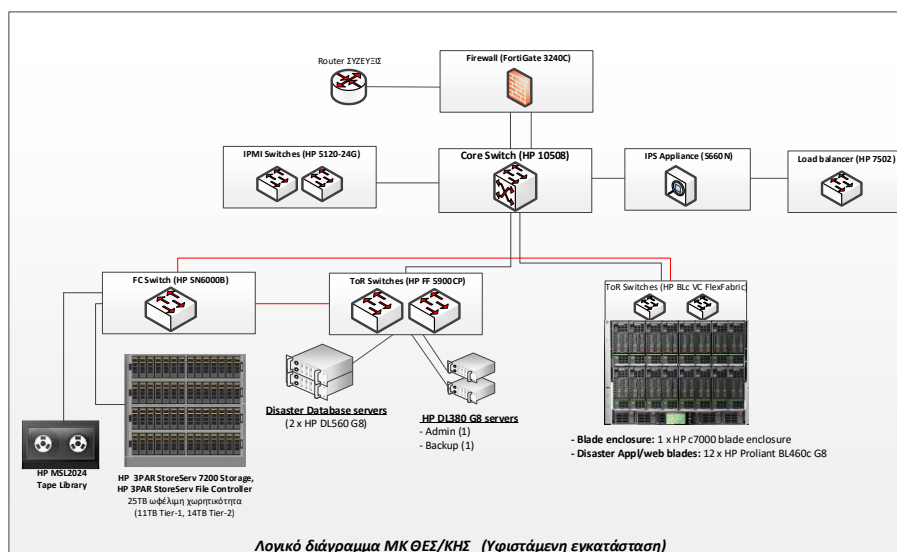 Firewall (FortiGate 3240C)
Router ΣΥΖΕΥΞΙΣ
IPMI Switches (HP 5120-24G)
Core Switch (HP 10508)
IPS Appliance (S660N)
Load balancer (HP 7502)
FC Switch (HP SN6000B)
ToR Switches (HP FF 5900CP)
ToR Switches (HP BLc VC FlexFabric)
Disaster Database servers
(2 x HP DL560 G8)
HP DL380 G8 servers
- Admin (1)
- Backup (1)
- Blade enclosure: 1 x HP c7000 blade enclosure
- Disaster Appl/web blades: 12 x HP Proliant BL460c G8
HP MSL2024
Tape Library
HP 3PAR StoreServ 7200 Storage,
HP 3PAR StoreServ File Controller
25TB ωφέλιμη χωρητικότητα
(11TB Tier-1, 14TB Tier-2)
Λογικό διάγραμμα ΜΚ ΘΕΣ/ΚΗΣ (Υφιστάμενη εγκατάσταση)